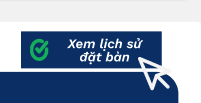 Xem lịch sử
đặt bàn